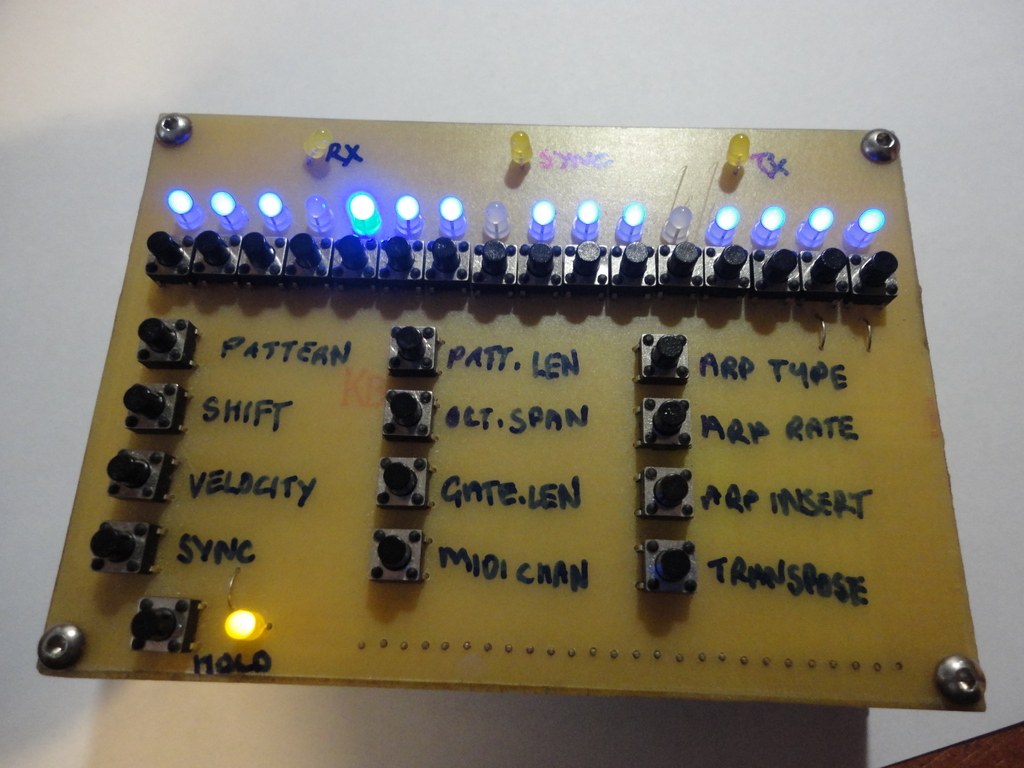 RX SYNC TX
PATTERN PATT. LEN ARP TYPE
SHIFT OCT. SPAN ARP RATE
VELOCITY GATE. LEN ARP INSERT
SYNC MIDI CHAN TRANSPOSE
HOLD